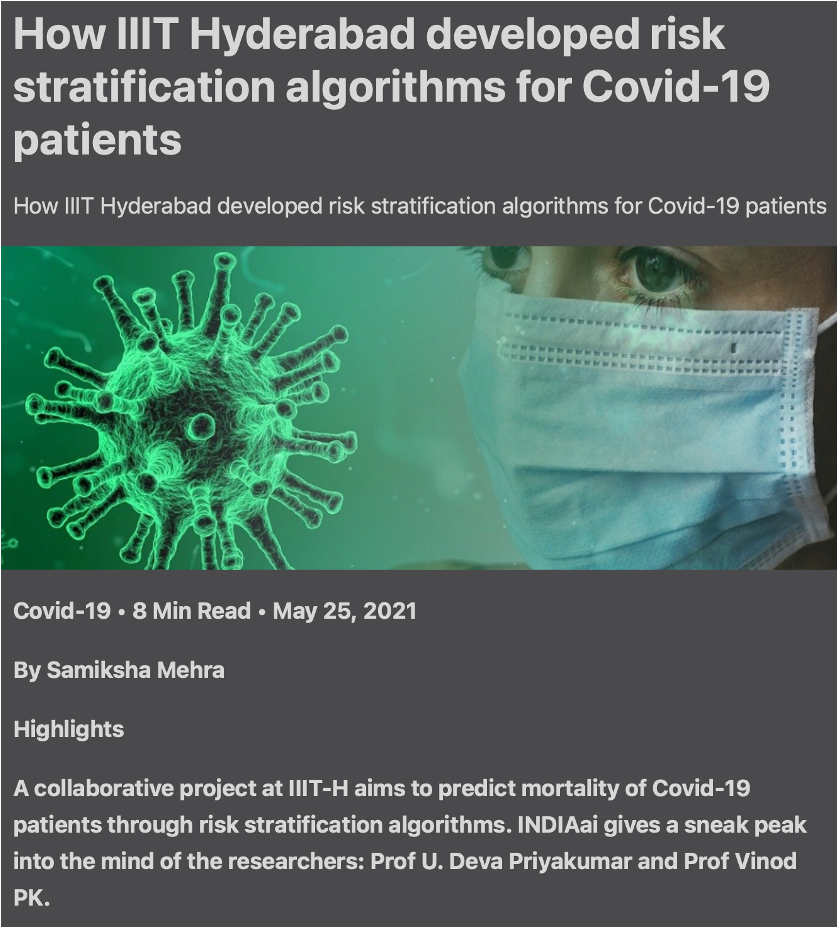 How IIIT Hyderabad developed risk
stratification algorithms for Covid-19
patients
How IIIT Hyderabad developed risk stratification algorithms for Covid-19 patients
Covid-19 • 8 Min Read • May 25, 2021
By Samiksha Mehra
Highlights
A collaborative project at IIIT-H aims to predict mortality of Covid-19
patients through risk stratification algorithms. INDIAai gives a sneak peak
into the mind of the researchers: Prof U. Deva Priyakumar and Prof Vinod
PK.